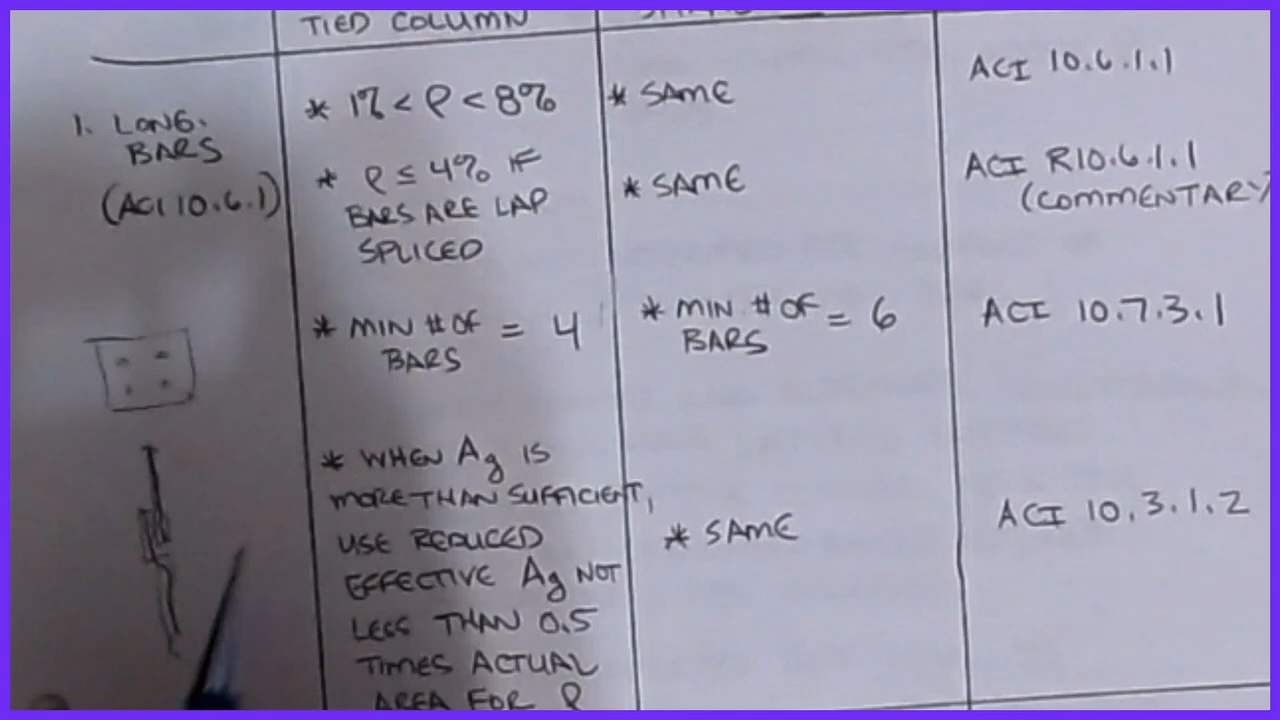 TIED COLUMN
1. LONG.
BARS
(ACI 10.6.1)
* 1% < ρ < 8%
* SAME
ACI 10.6.1.1
* ρ ≤ 4% IF
BARS ARE LAP
SPLICED
* SAME
ACI R10.6.1.1
(COMMENTARY)
* MIN # OF
BARS = 4
* MIN # OF
BARS = 6
ACI 10.7.3.1
* WHEN Ag IS
MORE THAN SUFFICIENT,
USE REDUCED
EFFECTIVE Ag NOT
LESS THAN 0.5
TIMES ACTUAL
AREA FOR ρ
* SAME
ACI 10.3.1.2